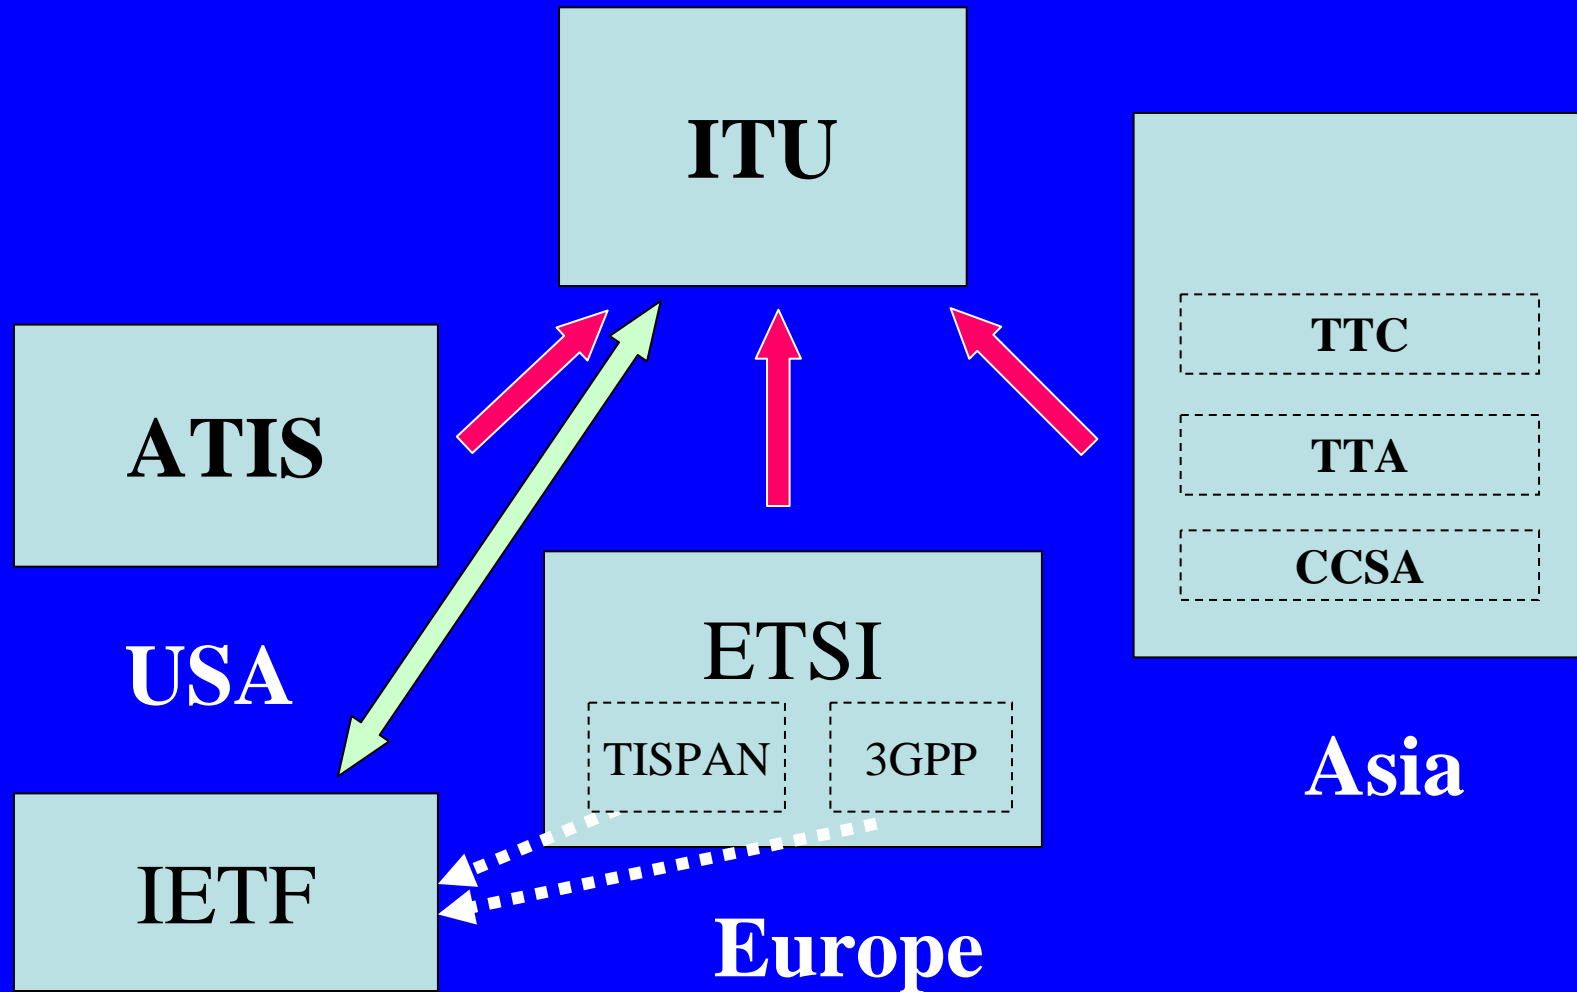 ITU
TTC
ATIS
TTA
CCSA
ETSI
USA
TISPAN
3GPP
Asia
IETF
Europe